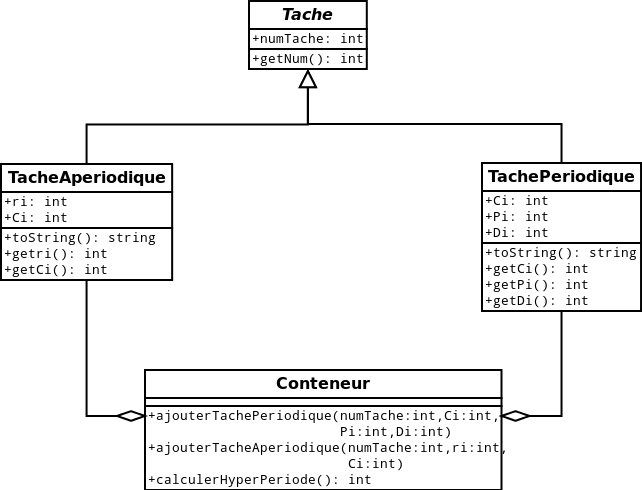 Tache
+numTache: int
+getNum(): int
TacheAperiodique
+ri: int
+Ci: int
+toString(): string
+getri(): int
+getCi(): int
TachePeriodique
+Ci: int
+Pi: int
+Di: int
+toString(): string
+getCi(): int
+getPi(): int
+getDi(): int
Conteneur
+ajouterTachePeriodique(numTache:int,Ci:int,
Pi:int,Di:int)
+ajouterTacheAperiodique(numTache:int,ri:int,
Ci:int)
+calculerHyperPeriode(): int